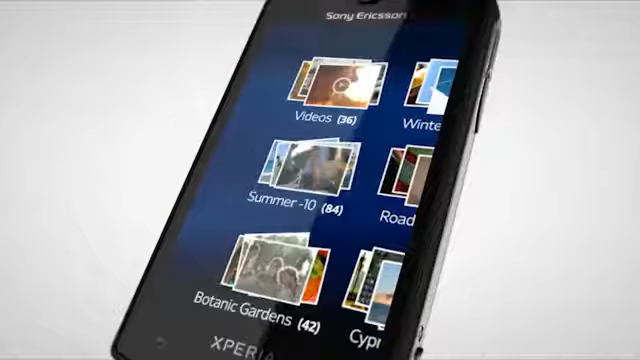 Sony Ericsson
Videos (36)
Winte
Summer -10 (84)
Road
Botanic Gardens (42)
Cypr
XPERIA